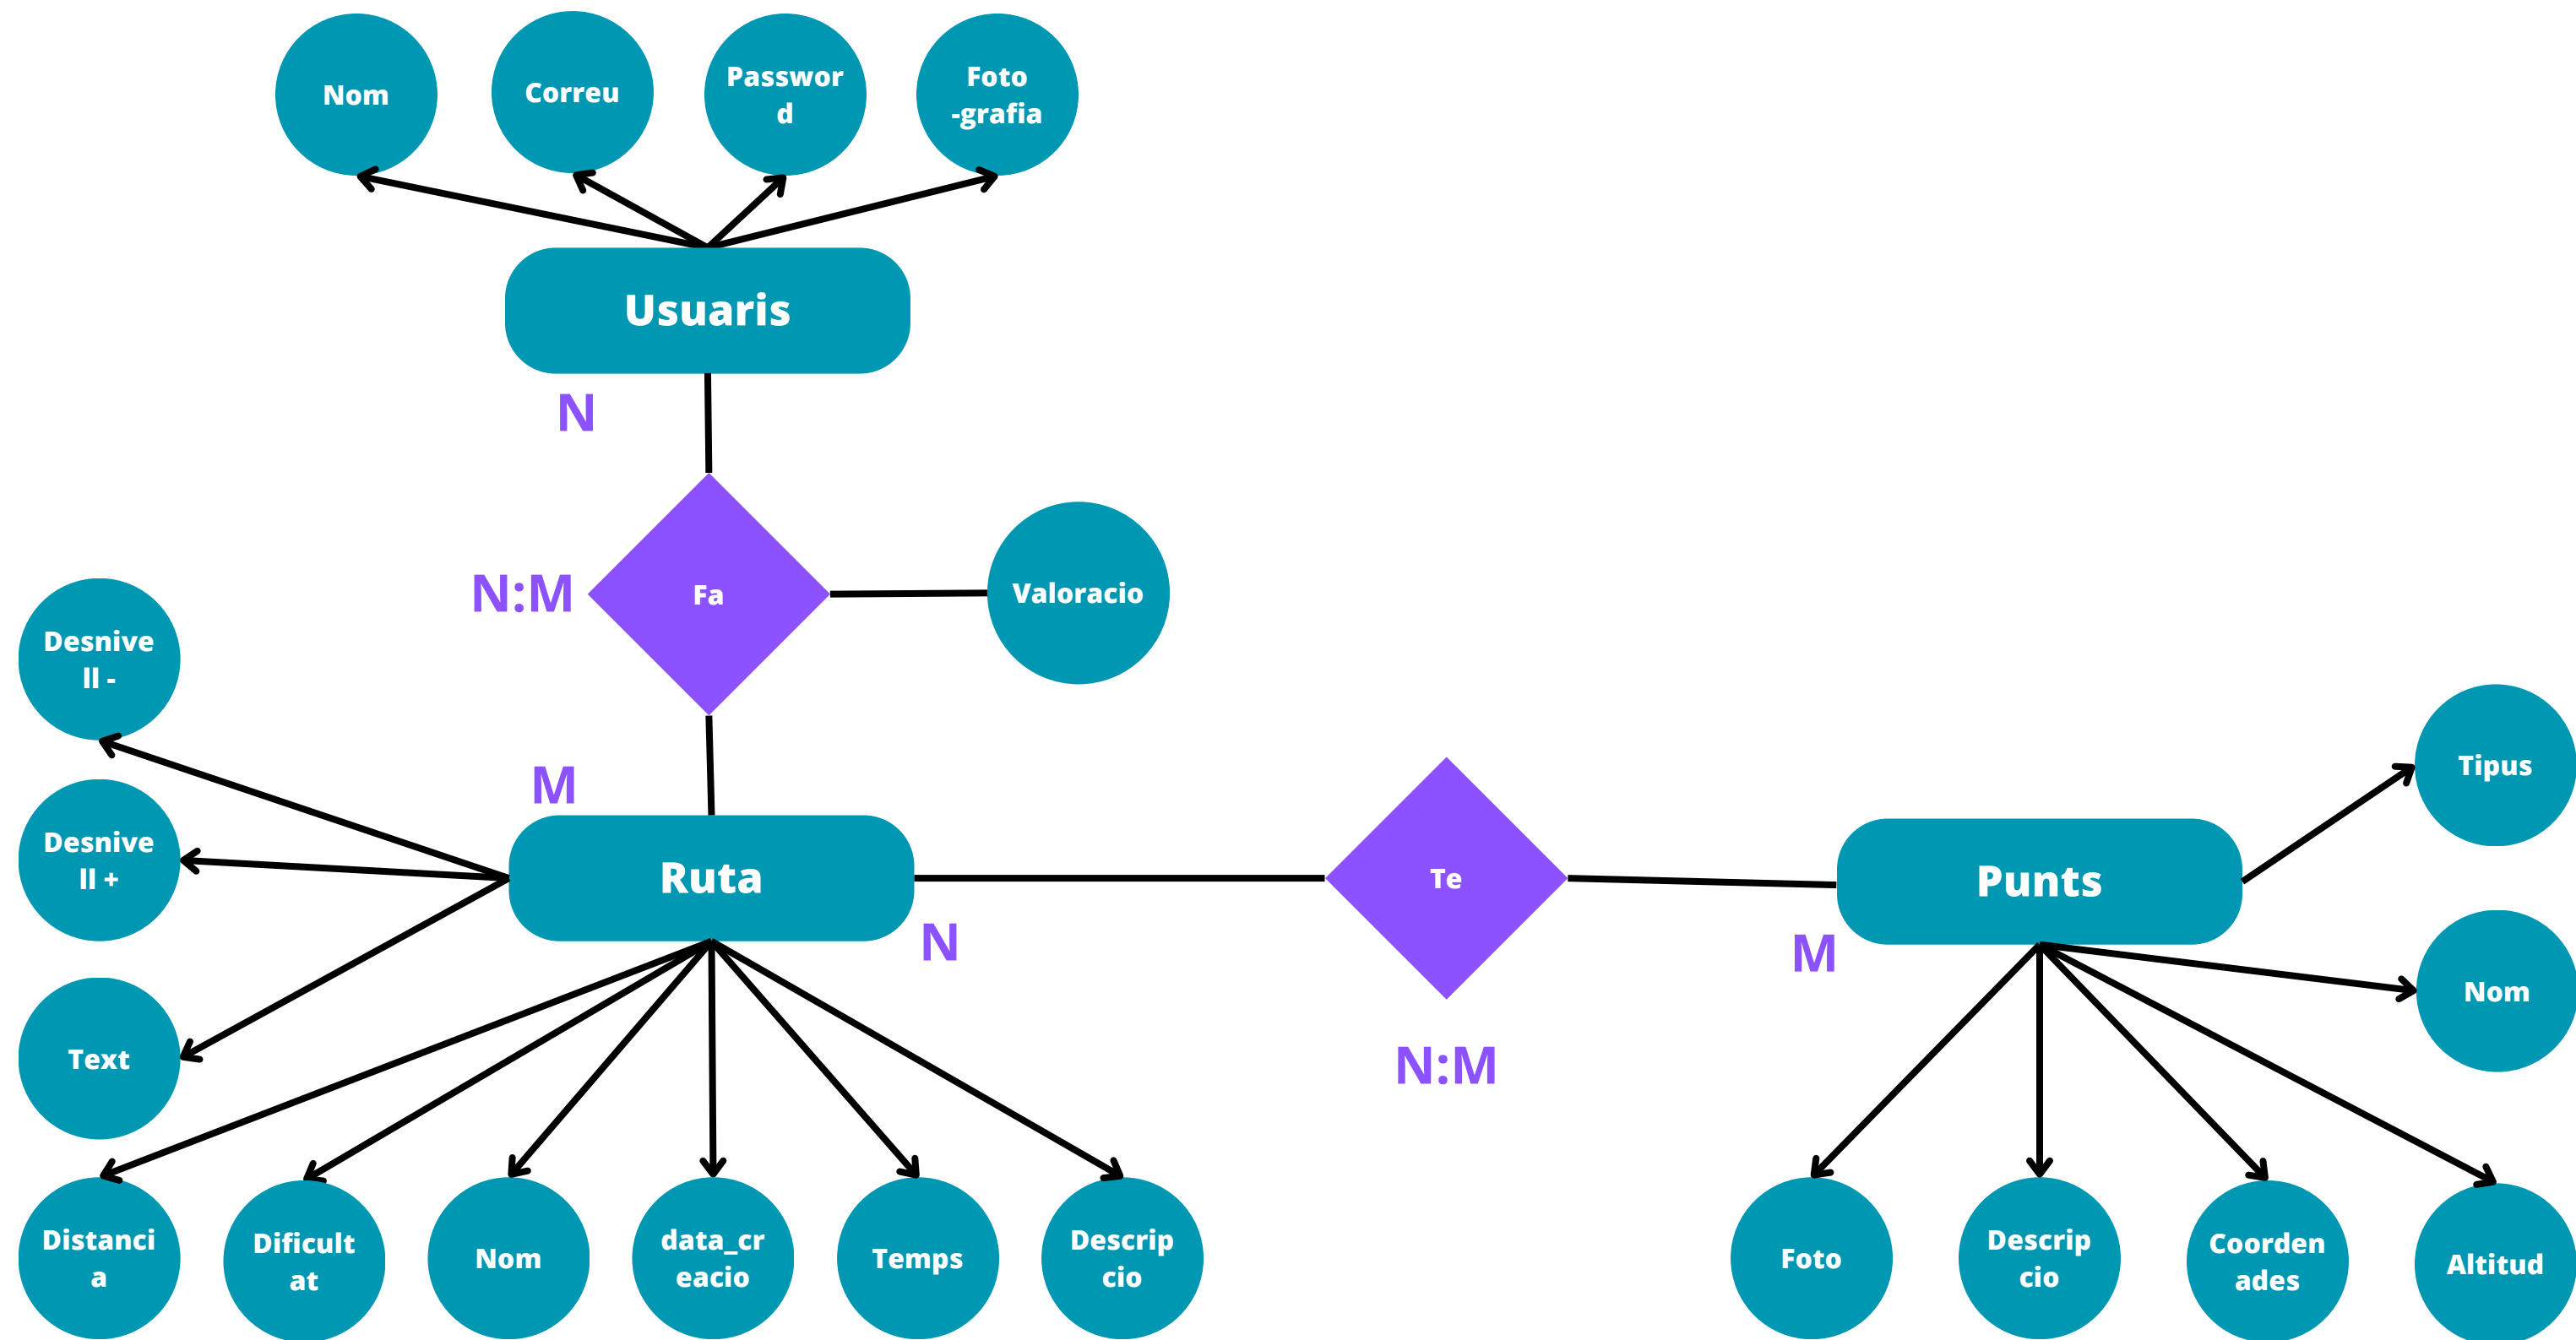 Nom
Correu
Passwor
d
Foto
-grafia
Usuaris
N
N:M
Fa
Valoracio
Desnive
ll -
M
Desnive
ll +
Ruta
Te
Punts
Tipus
N
M
Nom
Text
N:M
Distanci
a
Dificult
at
Nom
data_cr
eacio
Temps
Descrip
cio
Foto
Descrip
cio
Coorden
ades
Altitud